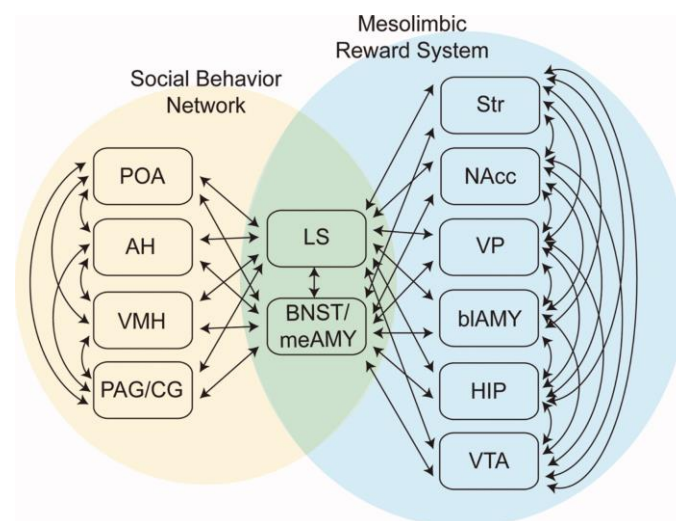 Mesolimbic
Reward System
Social Behavior
Network
POA
AH
VMH
PAG/CG
LS
BNST/
meAMY
Str
NAcc
VP
blAMY
HIP
VTA